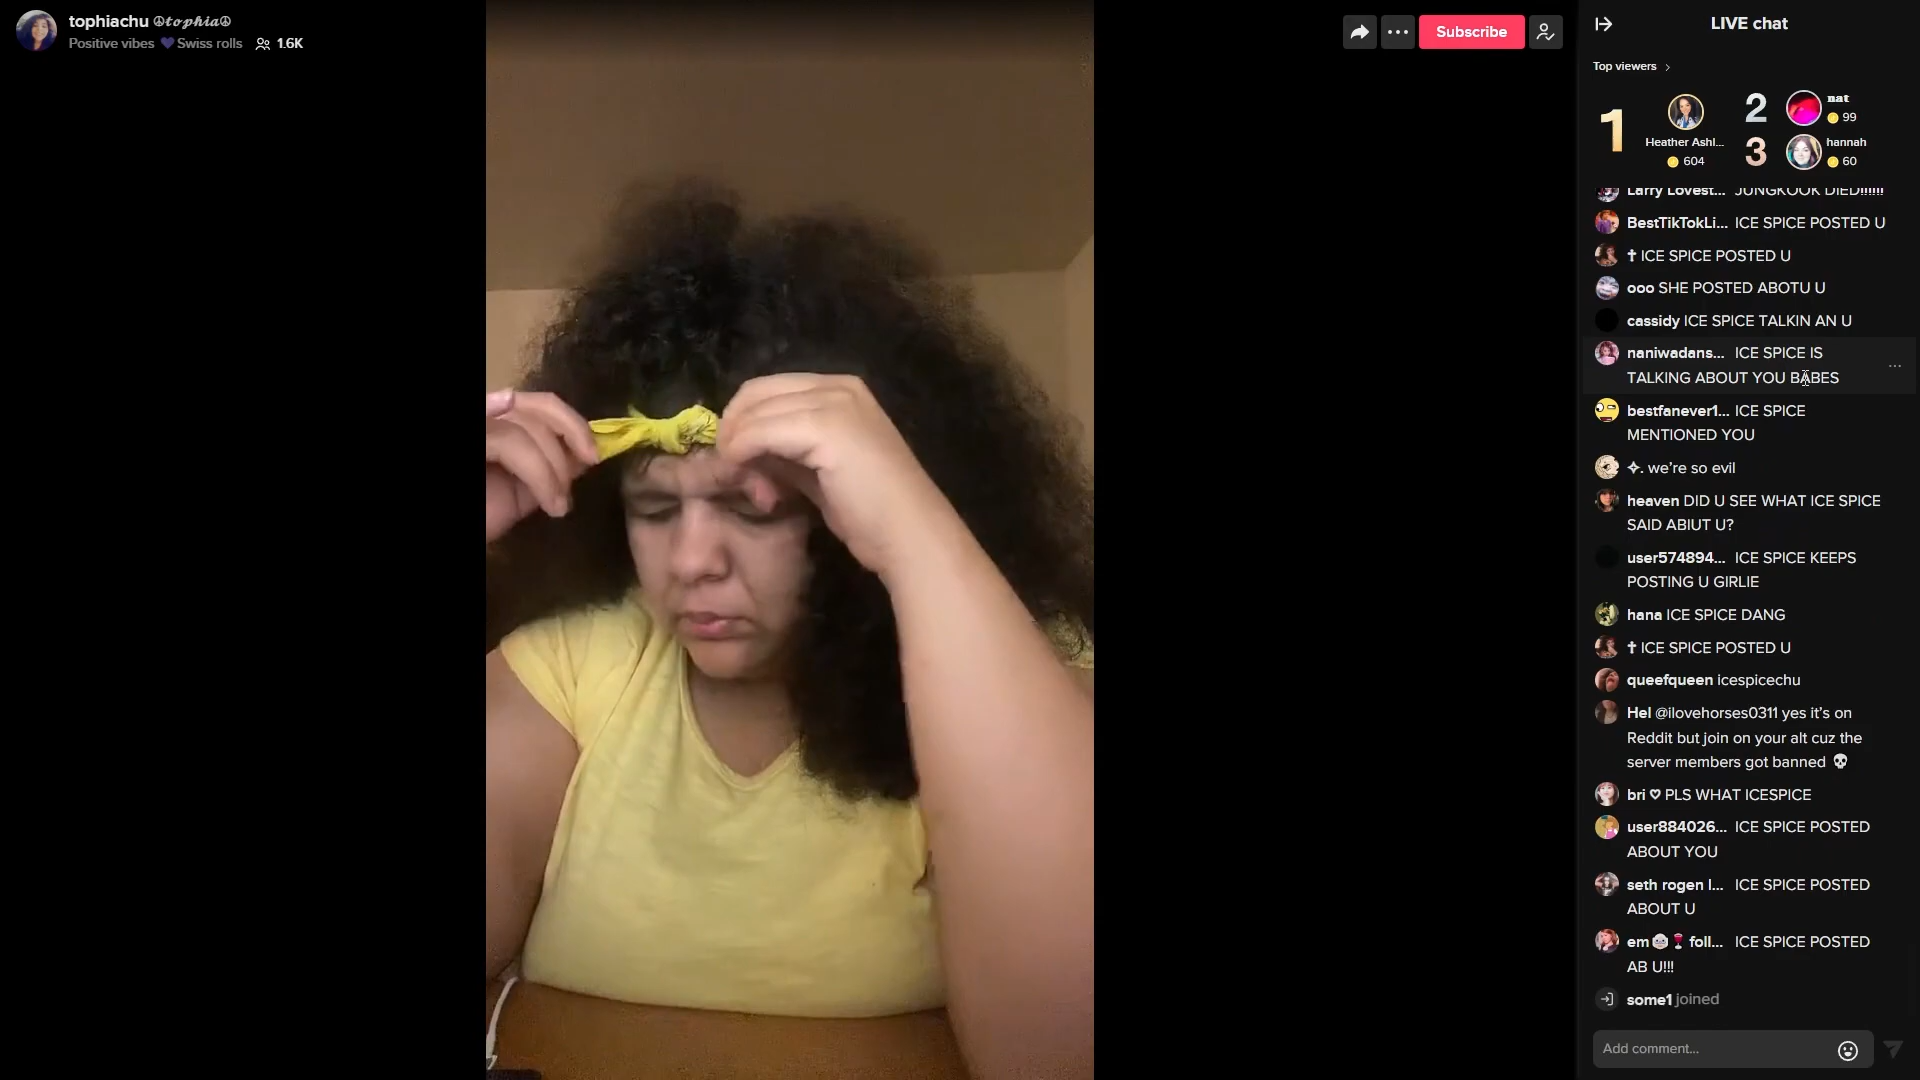 tophiachu ☮𝓽𝓸𝓹𝓱𝓲𝓪☮
Positive vibes 💜Swiss rolls 1.6K
Subscribe
LIVE chat
Top viewers >
1
Heather Ashl...
604
2
nat
99
3
hannah
60
Larry Lovest... JUNGKOOK DIED!!!!!!
BestTikTokLi... ICE SPICE POSTED U
✝ ICE SPICE POSTED U
ooo SHE POSTED ABOTU U
cassidy ICE SPICE TALKIN AN U
naniwadans... ICE SPICE IS
TALKING ABOUT YOU BABES
bestfanever1... ICE SPICE
MENTIONED YOU
✧. we're so evil
heaven DID U SEE WHAT ICE SPICE
SAID ABIUT U?
user574894... ICE SPICE KEEPS
POSTING U GIRLIE
hana ICE SPICE DANG
✝ ICE SPICE POSTED U
queefqueen icespicechu
Hel @ilovehorses0311 yes it's on
Reddit but join on your alt cuz the
server members got banned 💀
bri ♡ PLS WHAT ICESPICE
user884026... ICE SPICE POSTED
ABOUT YOU
seth rogen l... ICE SPICE POSTED
ABOUT U
em👵🍷 foll... ICE SPICE POSTED
AB U!!!
some1 joined
Add comment...